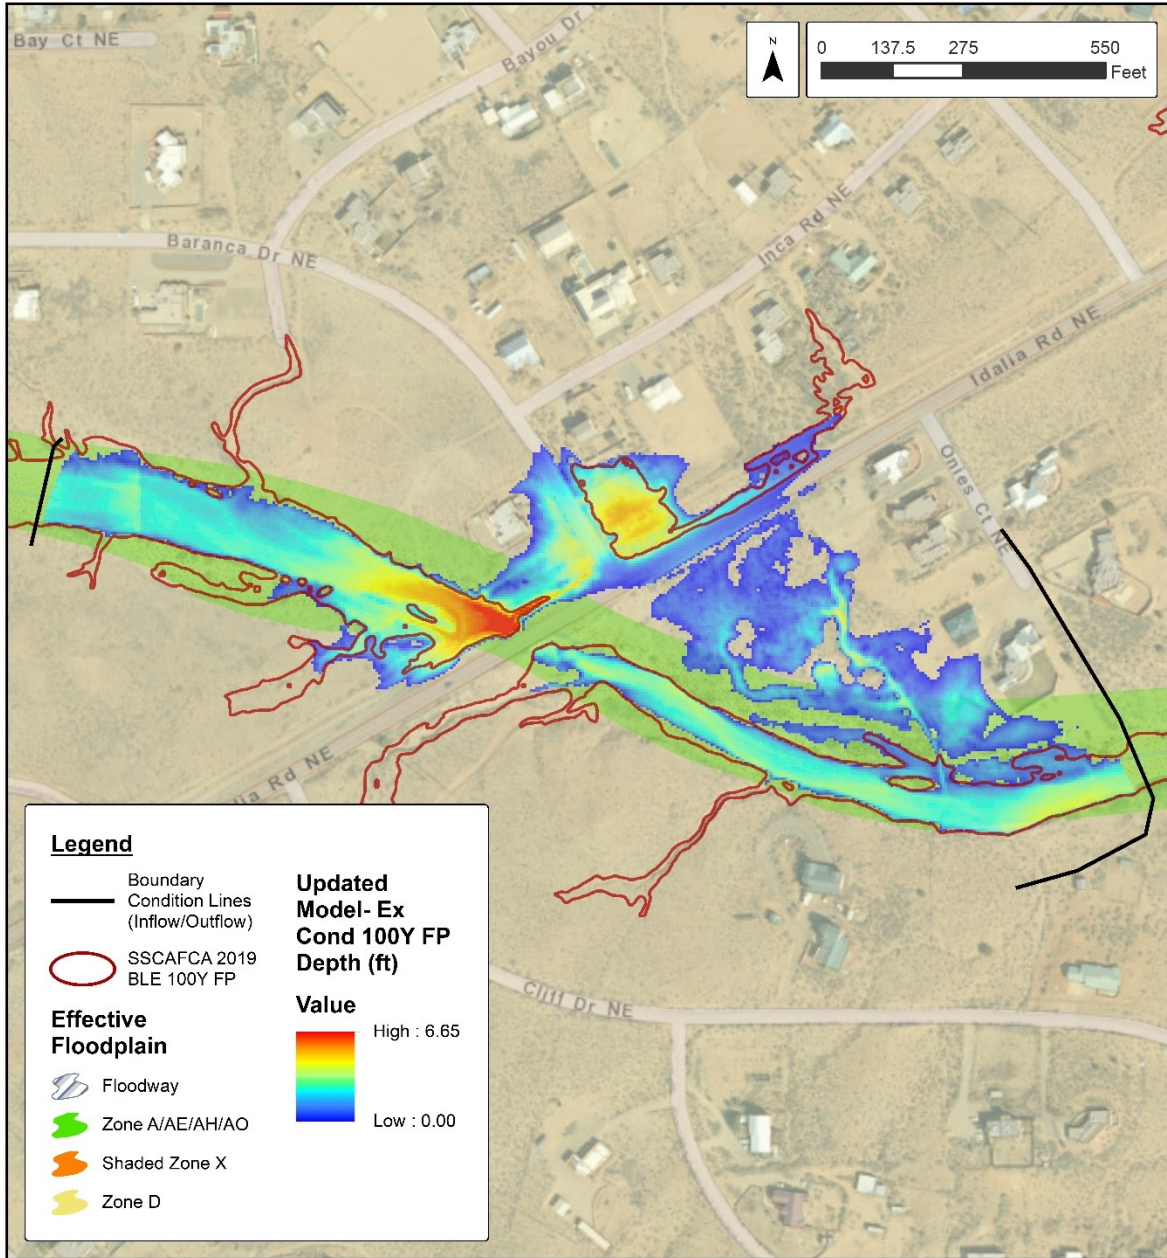 Bay Ct NE
Bayou Dr
N
0 137.5 275 550
Feet
Baranca Dr NE
Inca Rd NE
Idalia Rd NE
Onies Ct NE
Rd NE
Cliff Dr NE
Legend
Boundary
Condition Lines
(Inflow/Outflow)
SSCAFCA 2019
BLE 100Y FP
Effective
Floodplain
Floodway
Zone A/AE/AH/AO
Shaded Zone X
Zone D
Updated
Model- Ex
Cond 100Y FP
Depth (ft)
Value
High : 6.65
Low : 0.00